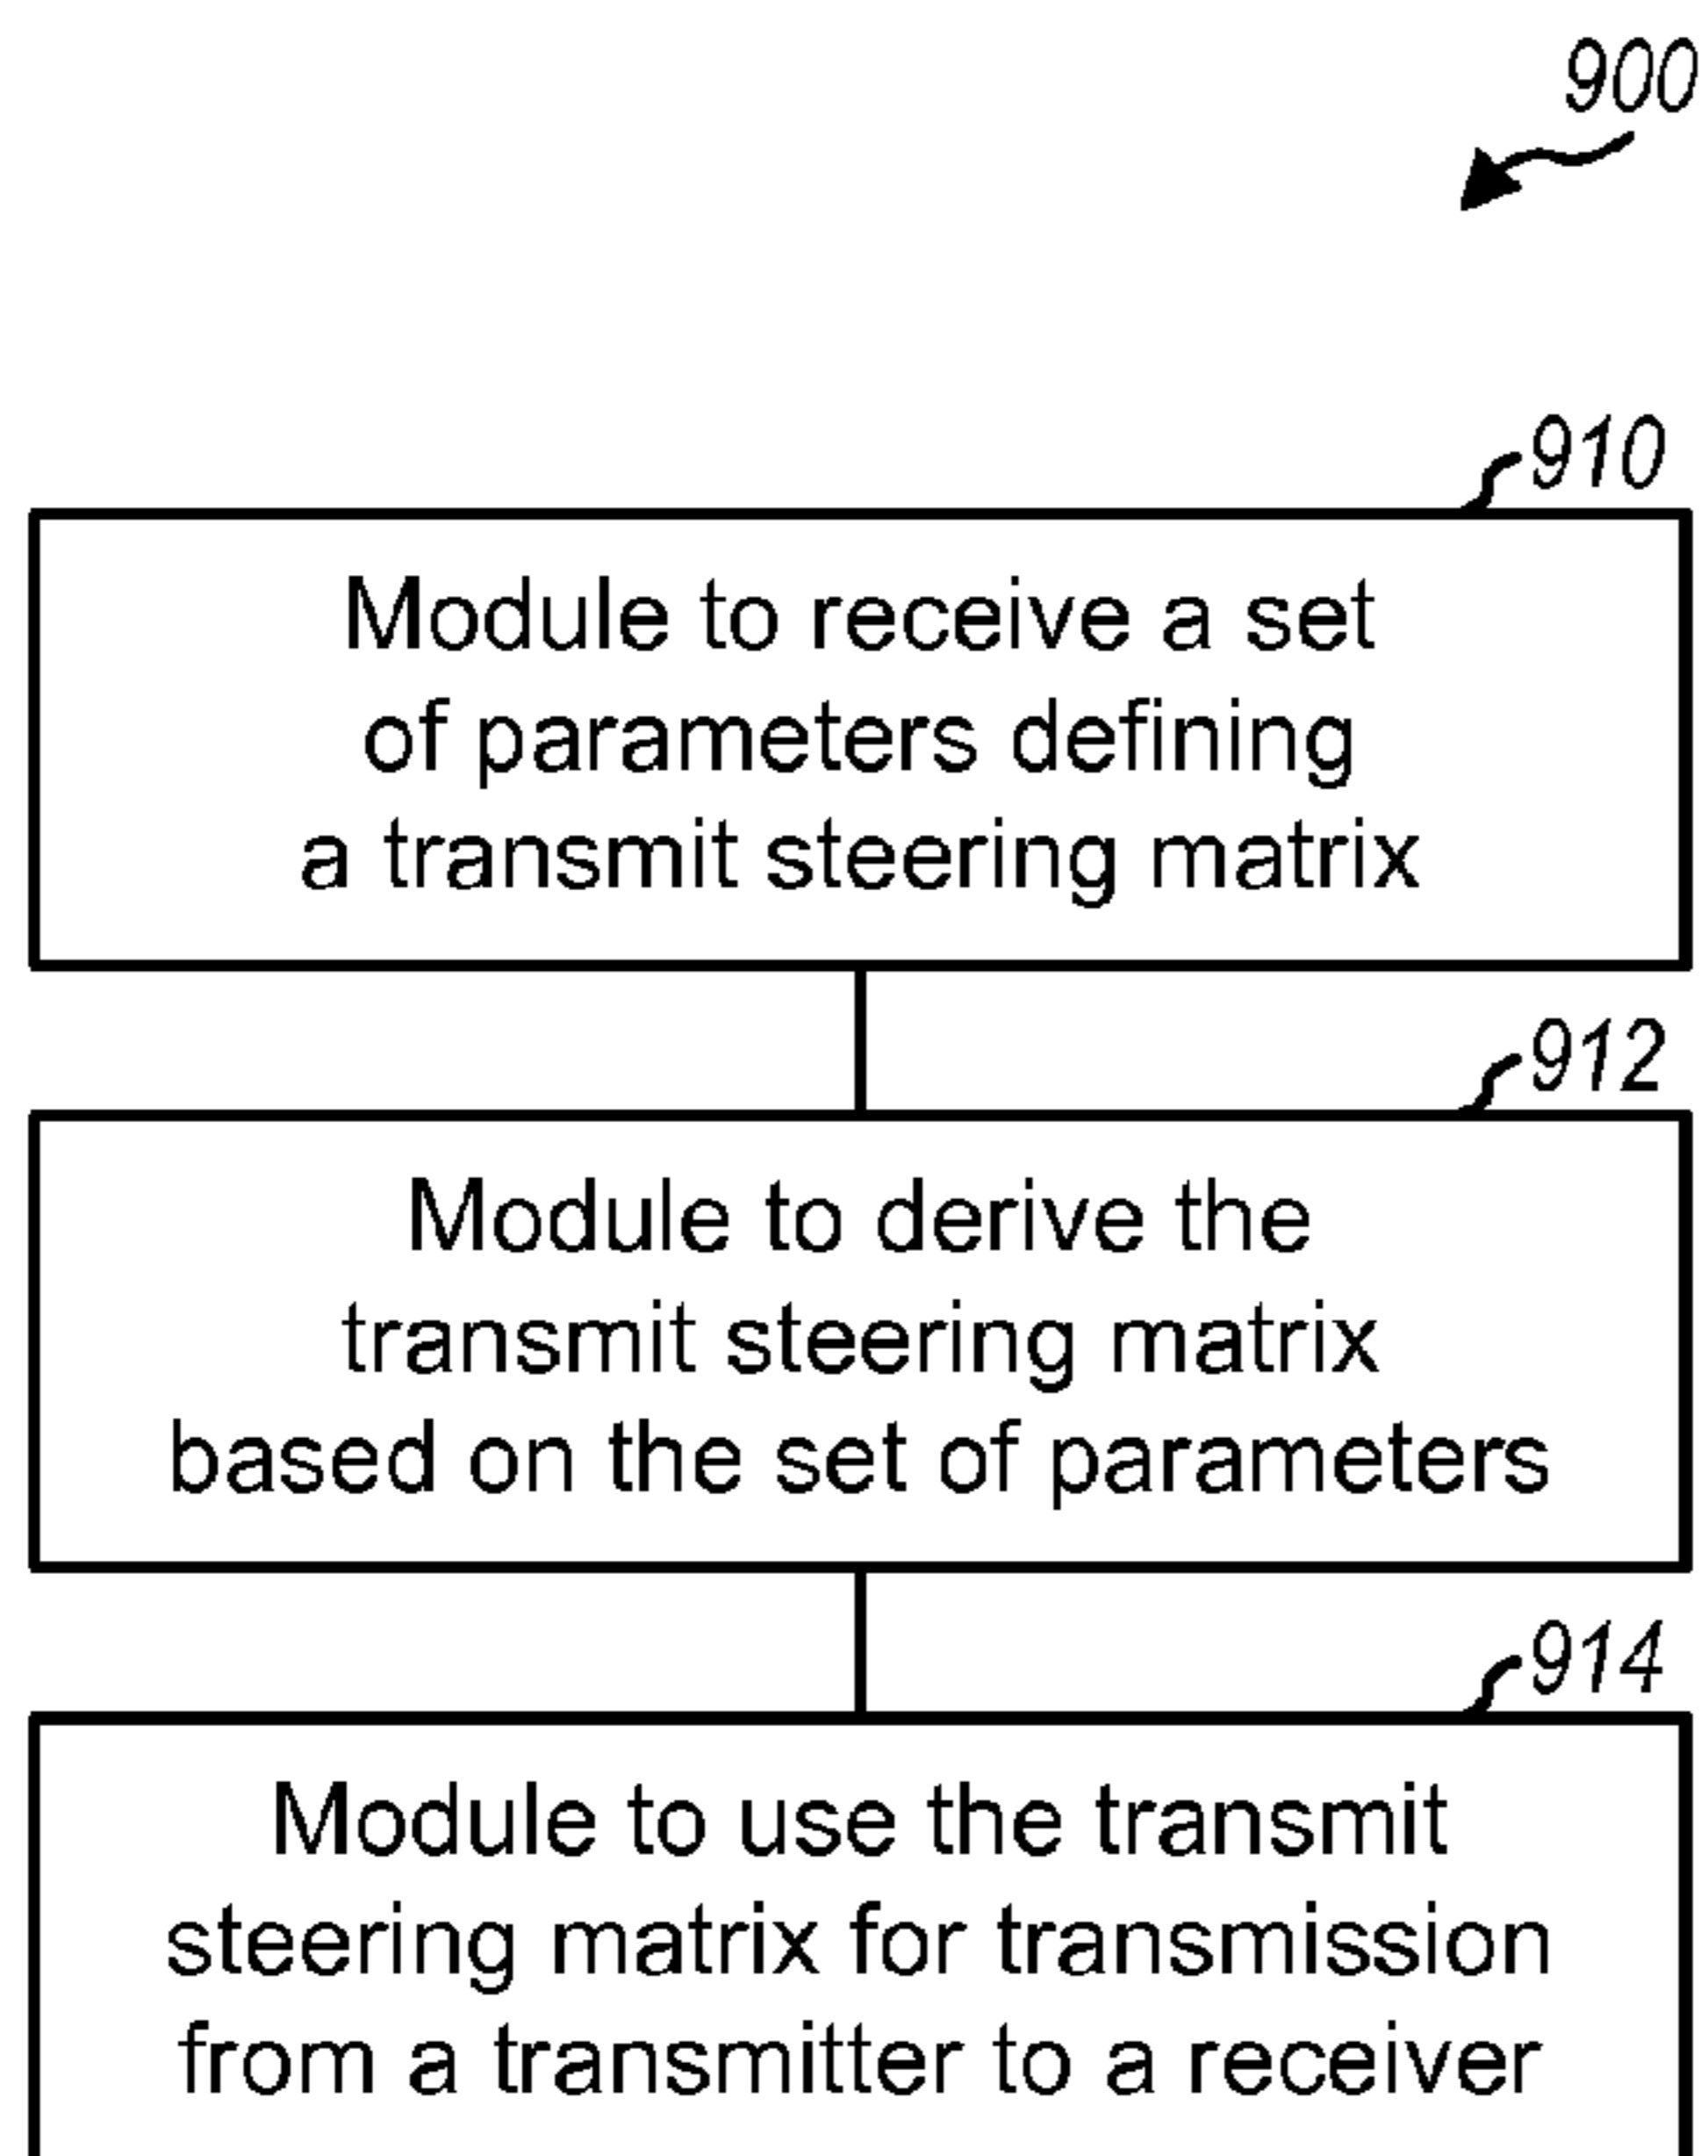 900
910
Module to receive a set
of parameters defining
a transmit steering matrix
912
Module to derive the
transmit steering matrix
based on the set of parameters
914
Module to use the transmit
steering matrix for transmission
from a transmitter to a receiver